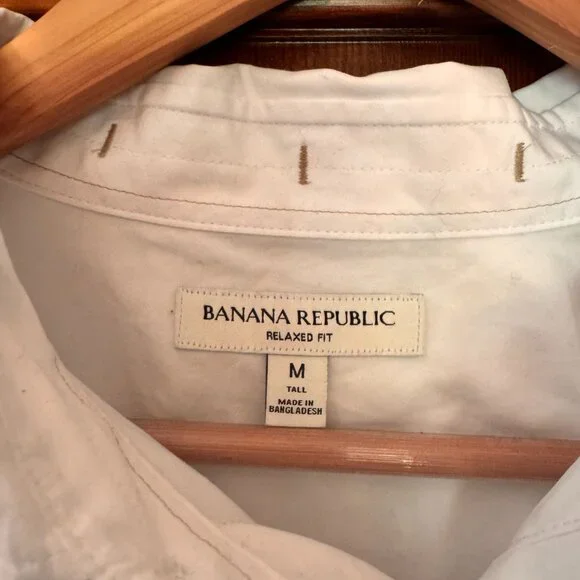 BANANA REPUBLIC
RELAXED FIT
M
TALL
MADE IN
BANGLADESH